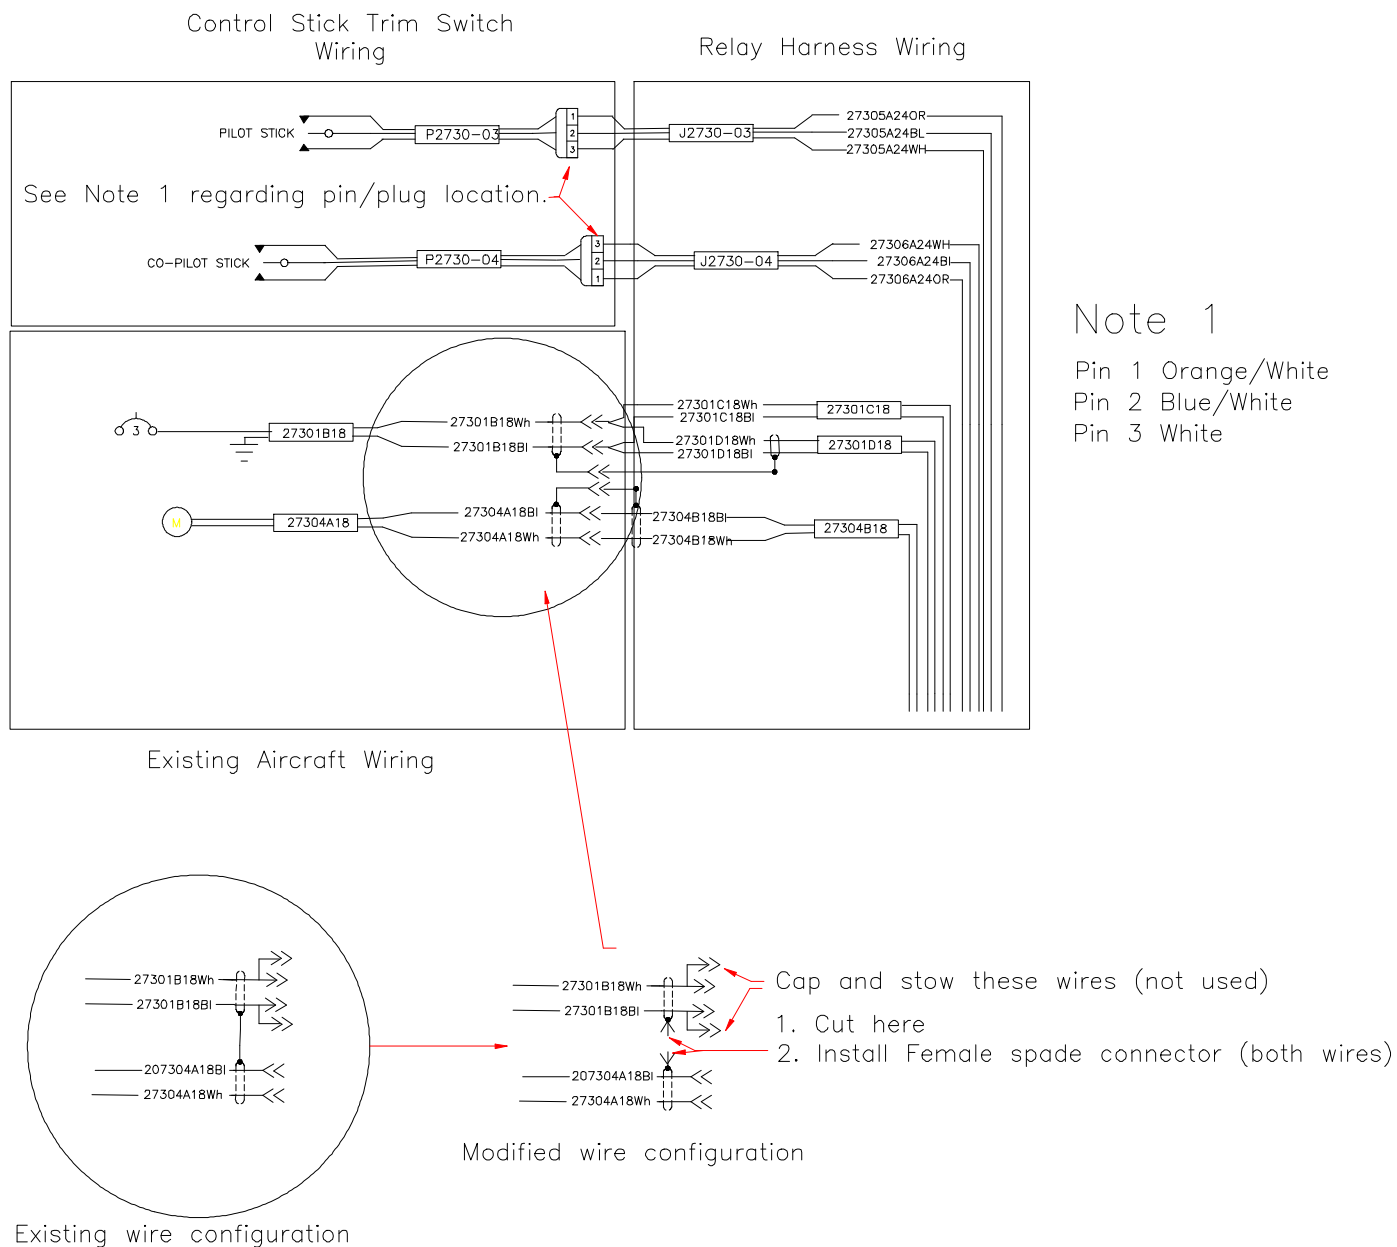 Control Stick Trim Switch
Wiring
Relay Harness Wiring
PILOT STICK
P2730-03
1
2
3
J2730-03
27305A24OR
27305A24BL
27305A24WH
See Note 1 regarding pin/plug location.
CO-PILOT STICK
P2730-04
3
2
1
J2730-04
27306A24WH
27306A24Bl
27306A24OR
Note 1
Pin 1 Orange/White
Pin 2 Blue/White
Pin 3 White
3
27301B18
27301B18Wh
27301B18Bl
27301C18Wh
27301C18Bl
27301C18
27301D18Wh
27301D18Bl
27301D18
M
27304A18
27304A18Bl
27304A18Wh
27304B18Bl
27304B18Wh
27304B18
Existing Aircraft Wiring
27301B18Wh
27301B18Bl
207304A18Bl
27304A18Wh
Existing wire configuration
27301B18Wh
27301B18Bl
207304A18Bl
27304A18Wh
Modified wire configuration
Cap and stow these wires (not used)
1. Cut here
2. Install Female spade connector (both wires)